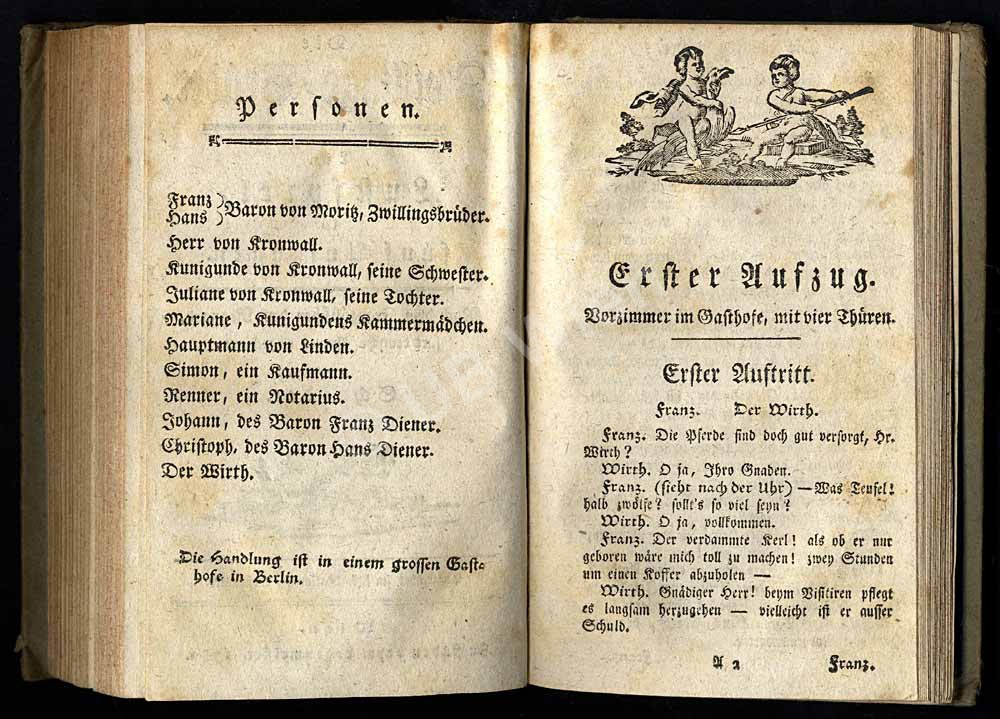 Personen.
Franz )
Hans ) Baron von Moritz, Zwillingsbrüder.
Herr von Kronwall.
Kunigunde von Kronwall, seine Schwester.
Juliane von Kronwall, seine Tochter.
Mariane, Kunigundens Kammermädchen.
Hauptmann von Linden.
Simon, ein Kaufmann.
Renner, ein Notarius.
Johann, des Baron Franz Diener.
Christoph, des Baron Hans Diener.
Der Wirth.
Die Handlung ist in einem grossen Gast-
hofe in Berlin.
Erster Aufzug.
Vorzimmer im Gasthofe, mit vier Thüren.
Erster Auftritt.
Franz. Der Wirth.
Franz. Die Pferde sind doch gut versorgt, Hr.
Wirth?
Wirth. O ja, Ihro Gnaden.
Franz. (sieht nach der Uhr) — Was Teufel!
halb zwölfe? sollt's so viel seyn?
Wirth. O ja, vollkommen.
Franz. Der verdammte Kerl! als ob er nur
geboren wäre mich toll zu machen! zwey Stunden
um einen Koffer abzuholen —
Wirth. Gnädiger Herr! beym Visitiren pflegt
es langsam herzugehen — vielleicht ist er ausser
Schuld.
A 2 Franz.